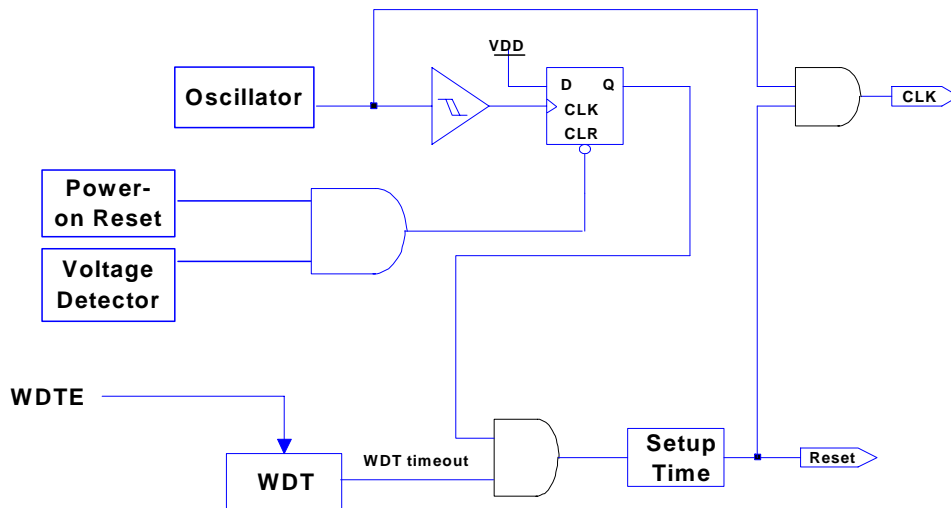 VDD
Oscillator
D Q
CLK
CLR
CLK
Power-
on Reset
Voltage
Detector
WDTE
WDT timeout
WDT
Setup
Time
Reset